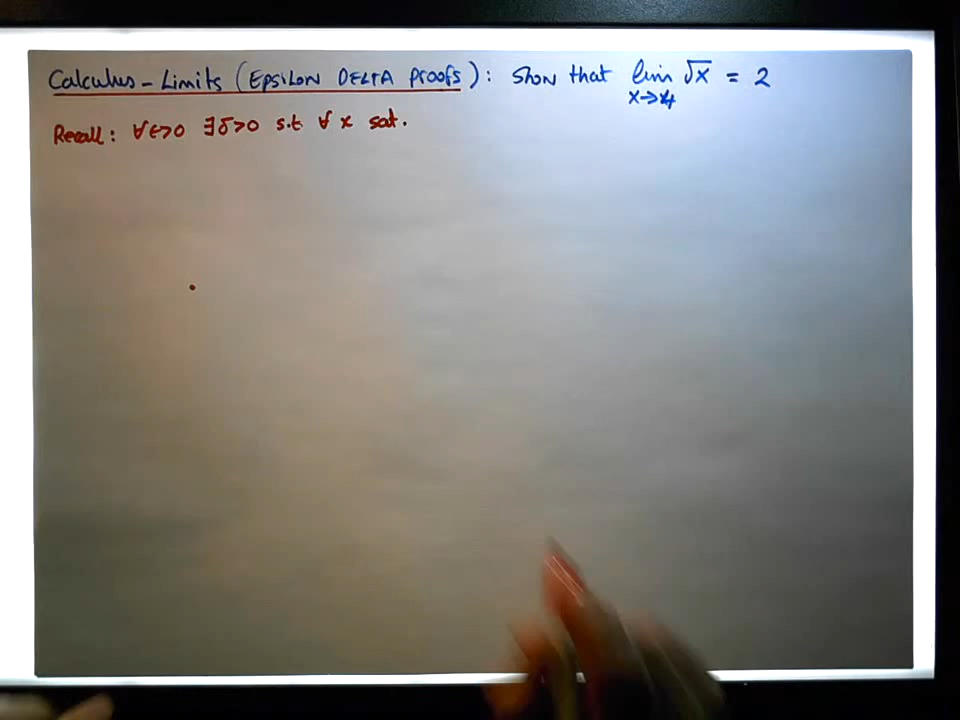 Calculus - Limits (EPSILON DELTA PROOFS): Show that lim √x = 2
x→4
Recall: ∀ε>0 ∃δ>0 s.t. ∀ x sat.